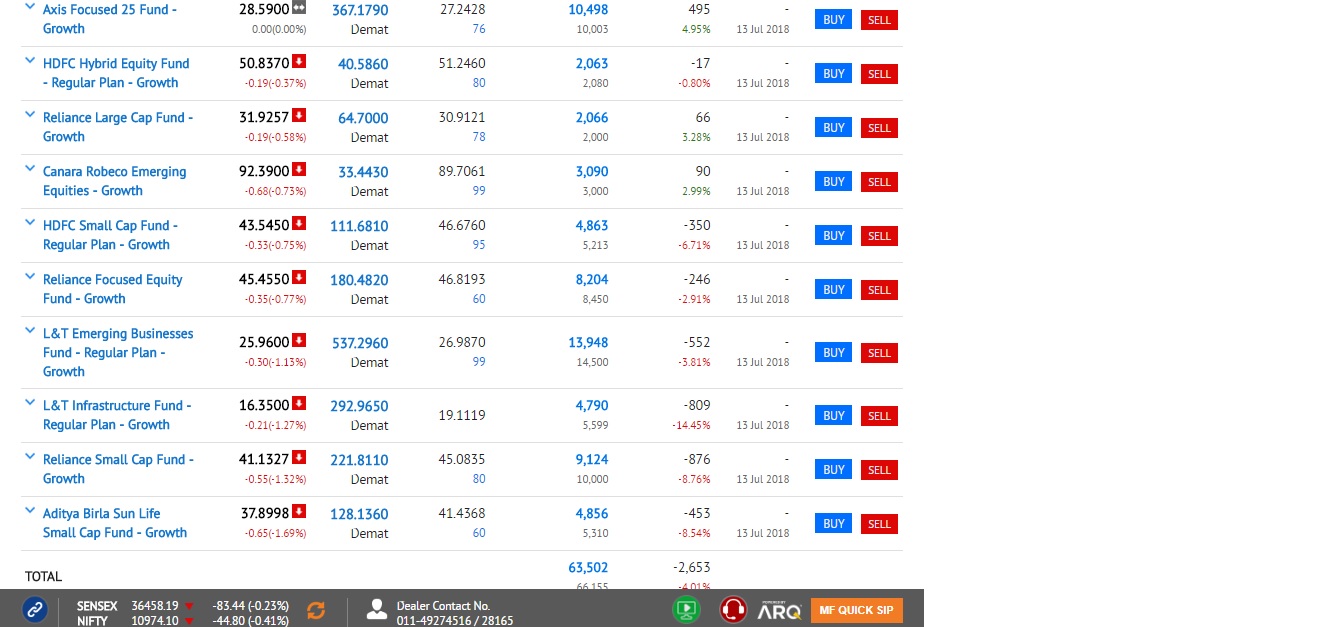 Axis Focused 25 Fund - 28.5900 367.1790 27.2428 10,498 495 - BUY SELL
Growth 0.00(0.00%) Demat 76 10,003 4.95% 13 Jul 2018
HDFC Hybrid Equity Fund 50.8370 40.5860 51.2460 2,063 -17 - BUY SELL
- Regular Plan - Growth -0.19(-0.37%) Demat 80 2,080 -0.80% 13 Jul 2018
Reliance Large Cap Fund - 31.9257 64.7000 30.9121 2,066 66 - BUY SELL
Growth -0.19(-0.58%) Demat 78 2,000 3.28% 13 Jul 2018
Canara Robeco Emerging 92.3900 33.4430 89.7061 3,090 90 - BUY SELL
Equities - Growth -0.68(-0.73%) Demat 99 3,000 2.99% 13 Jul 2018
HDFC Small Cap Fund - 43.5450 111.6810 46.6760 4,863 -350 - BUY SELL
Regular Plan - Growth -0.33(-0.75%) Demat 95 5,213 -6.71% 13 Jul 2018
Reliance Focused Equity 45.4550 180.4820 46.8193 8,204 -246 - BUY SELL
Fund - Growth -0.35(-0.77%) Demat 60 8,450 -2.91% 13 Jul 2018
L&T Emerging Businesses
Fund - Regular Plan - 25.9600 537.2960 26.9870 13,948 -552 - BUY SELL
Growth -0.30(-1.13%) Demat 99 14,500 -3.81% 13 Jul 2018
L&T Infrastructure Fund - 16.3500 292.9650 19.1119 4,790 -809 - BUY SELL
Regular Plan - Growth -0.21(-1.27%) Demat 5,599 -14.45% 13 Jul 2018
Reliance Small Cap Fund - 41.1327 221.8110 45.0835 9,124 -876 - BUY SELL
Growth -0.55(-1.32%) Demat 80 10,000 -8.76% 13 Jul 2018
Aditya Birla Sun Life 37.8998 128.1360 41.4368 4,856 -453 - BUY SELL
Small Cap Fund - Growth -0.65(-1.69%) Demat 60 5,310 -8.54% 13 Jul 2018
TOTAL 63,502 -2,653
66,155 -4.01%
SENSEX 36458.19 -83.44 (-0.23%) Dealer Contact No. POWERED BY ARQ MF QUICK SIP
NIFTY 10974.10 -44.80 (-0.41%) 011-49274516 / 28165